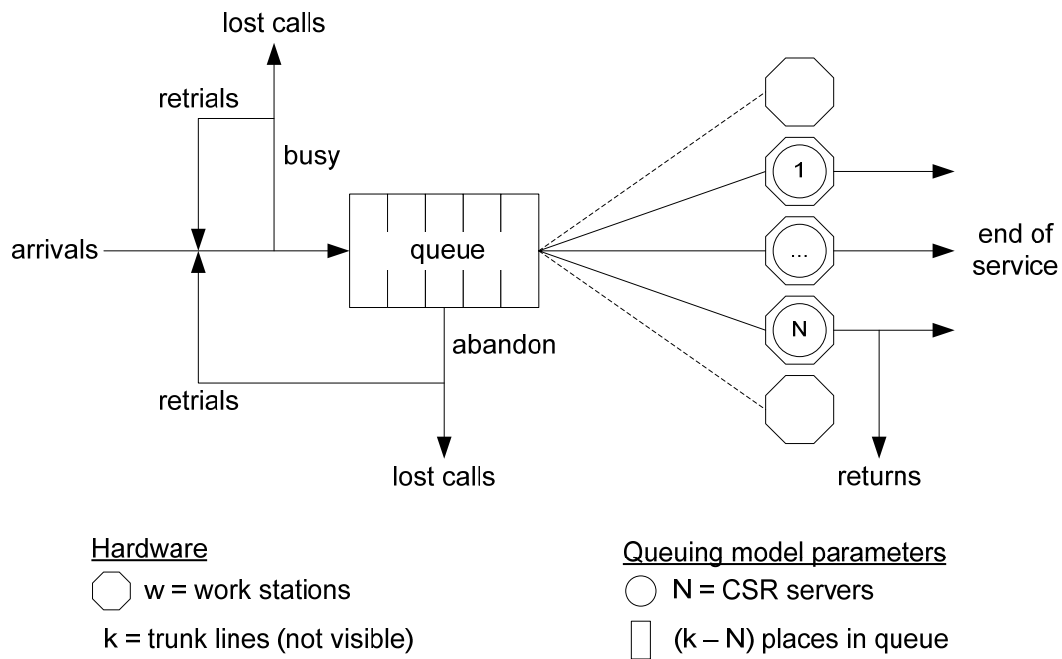 lost calls
retrials
busy
1
arrivals
queue
...
end of
service
N
abandon
retrials
lost calls
returns
Hardware
w = work stations
k = trunk lines (not visible)
Queuing model parameters
N = CSR servers
(k – N) places in queue